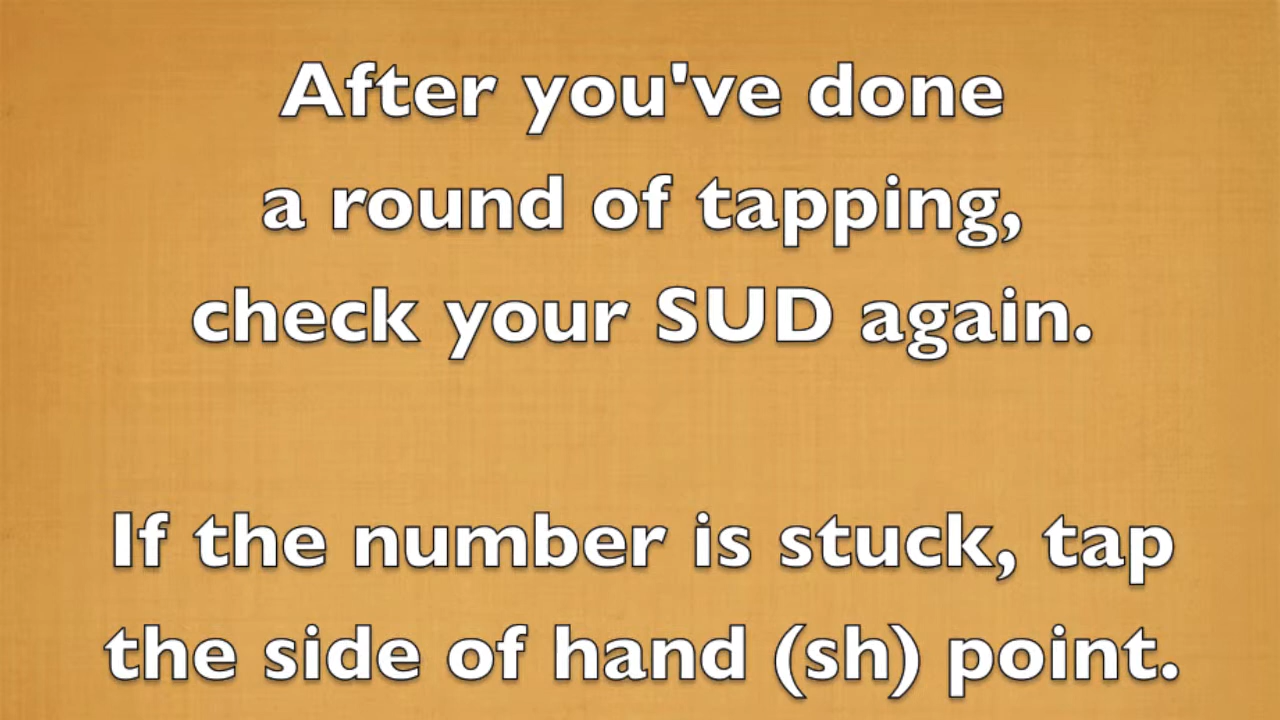 After you've done
a round of tapping,
check your SUD again.
If the number is stuck, tap
the side of hand (sh) point.